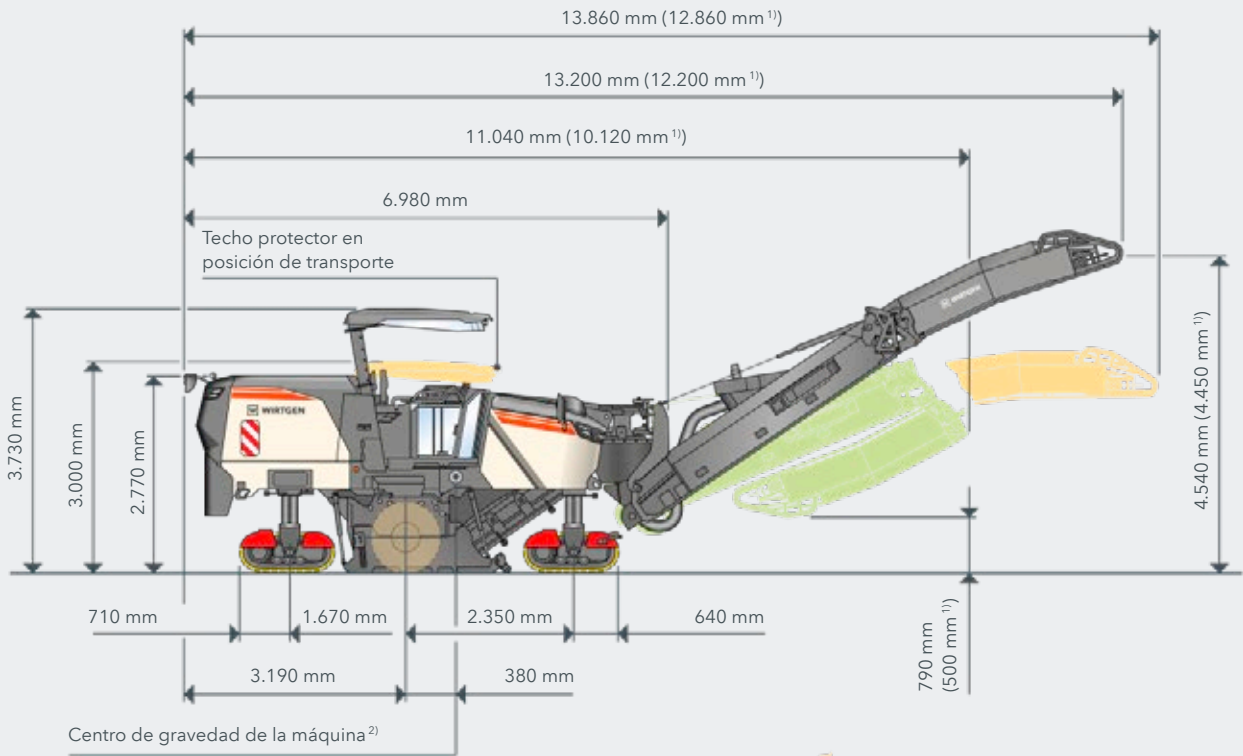 13.860 mm (12.860 mm ¹⁾)
13.200 mm (12.200 mm ¹⁾)
11.040 mm (10.120 mm ¹⁾)
6.980 mm
Techo protector en
posición de transporte
3.730 mm
3.000 mm
2.770 mm
WIRTGEN
WIRTGEN
4.540 mm (4.450 mm ¹⁾)
710 mm
1.670 mm
2.350 mm
640 mm
790 mm
(500 mm ¹⁾)
3.190 mm
380 mm
Centro de gravedad de la máquina ²⁾